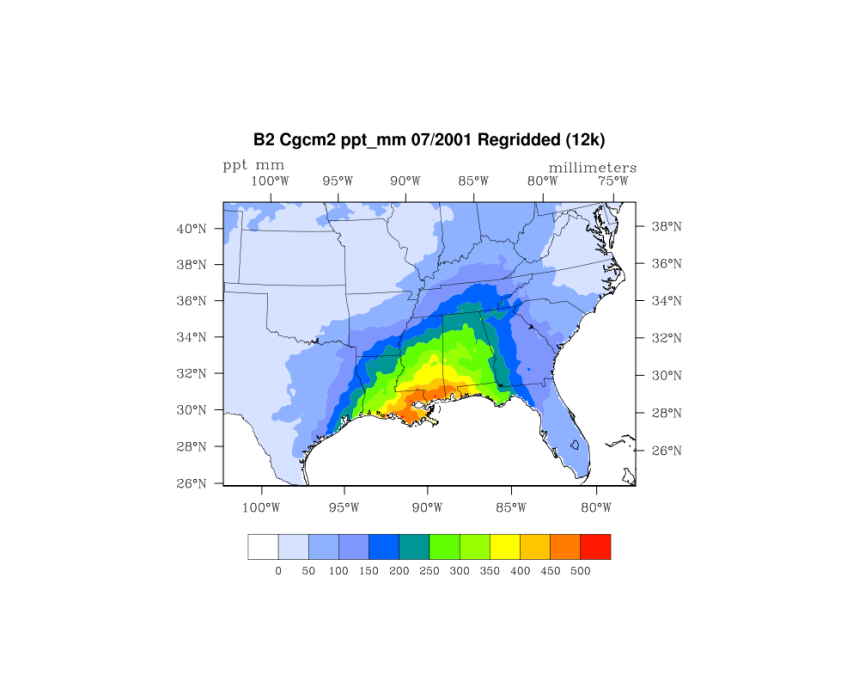 B2 Cgcm2 ppt_mm 07/2001 Regridded (12k)
ppt mm millimeters
100°W 95°W 90°W 85°W 80°W 75°W
40°N 38°N
38°N 36°N
36°N 34°N
34°N 32°N
32°N 30°N
30°N 28°N
28°N 26°N
26°N
100°W 95°W 90°W 85°W 80°W
0 50 100 150 200 250 300 350 400 450 500